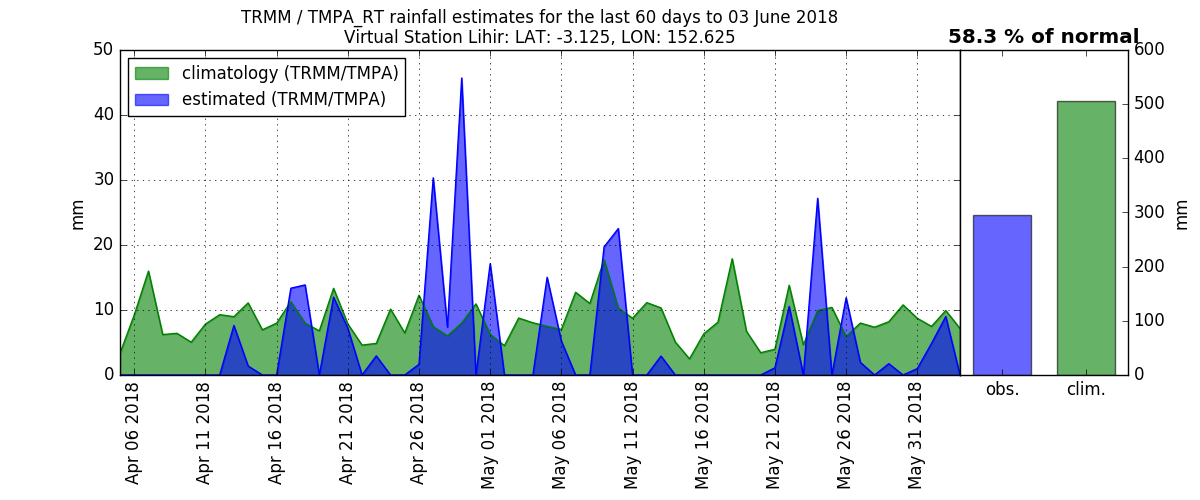 TRMM / TMPA_RT rainfall estimates for the last 60 days to 03 June 2018
Virtual Station Lihir: LAT: -3.125, LON: 152.625
58.3 % of normal
climatology (TRMM/TMPA)
estimated (TRMM/TMPA)
mm
50
40
30
20
10
0
Apr 06 2018
Apr 11 2018
Apr 16 2018
Apr 21 2018
Apr 26 2018
May 01 2018
May 06 2018
May 11 2018
May 16 2018
May 21 2018
May 26 2018
May 31 2018
obs.
clim.
600
500
400
300
200
100
0
mm